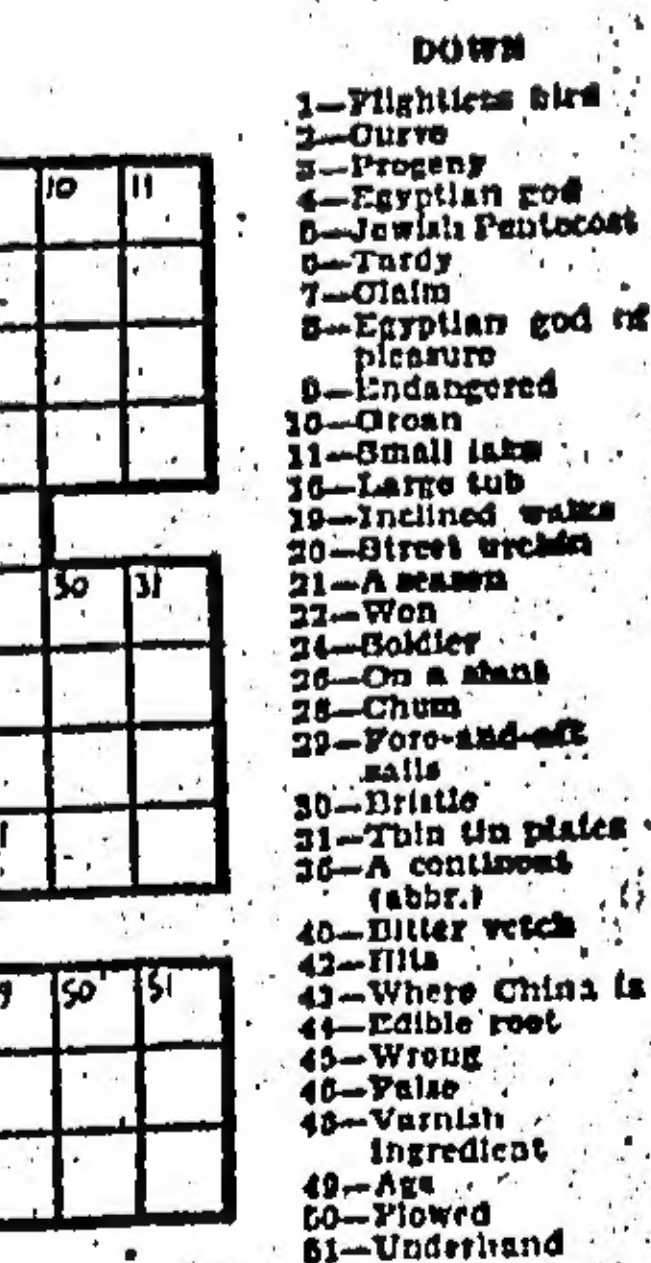 DOWN
1—Flightless bird
2—Curve
3—Progeny
4—Egyptian god
5—Jewish Pentecost
6—Tardy
7—Claim
8—Egyptian god of
pleasure
9—Endangered
10—Groan
11—Small lake
16—Large tub
19—Inclined walks
20—Street urchin
21—A season
22—Won
24—Soldier
26—On a slant
28—Chum
29—Fore-and-aft
sails
30—Bristle
31—Thin tin plates
36—A continent
(abbr.)
40—Bitter vetch
42—Hits
43—Where China is
44—Edible root
45—Wrong
46—False
48—Varnish
ingredient
49—Age
50—Plowed
51—Underhand
10 11
30 31
50 51